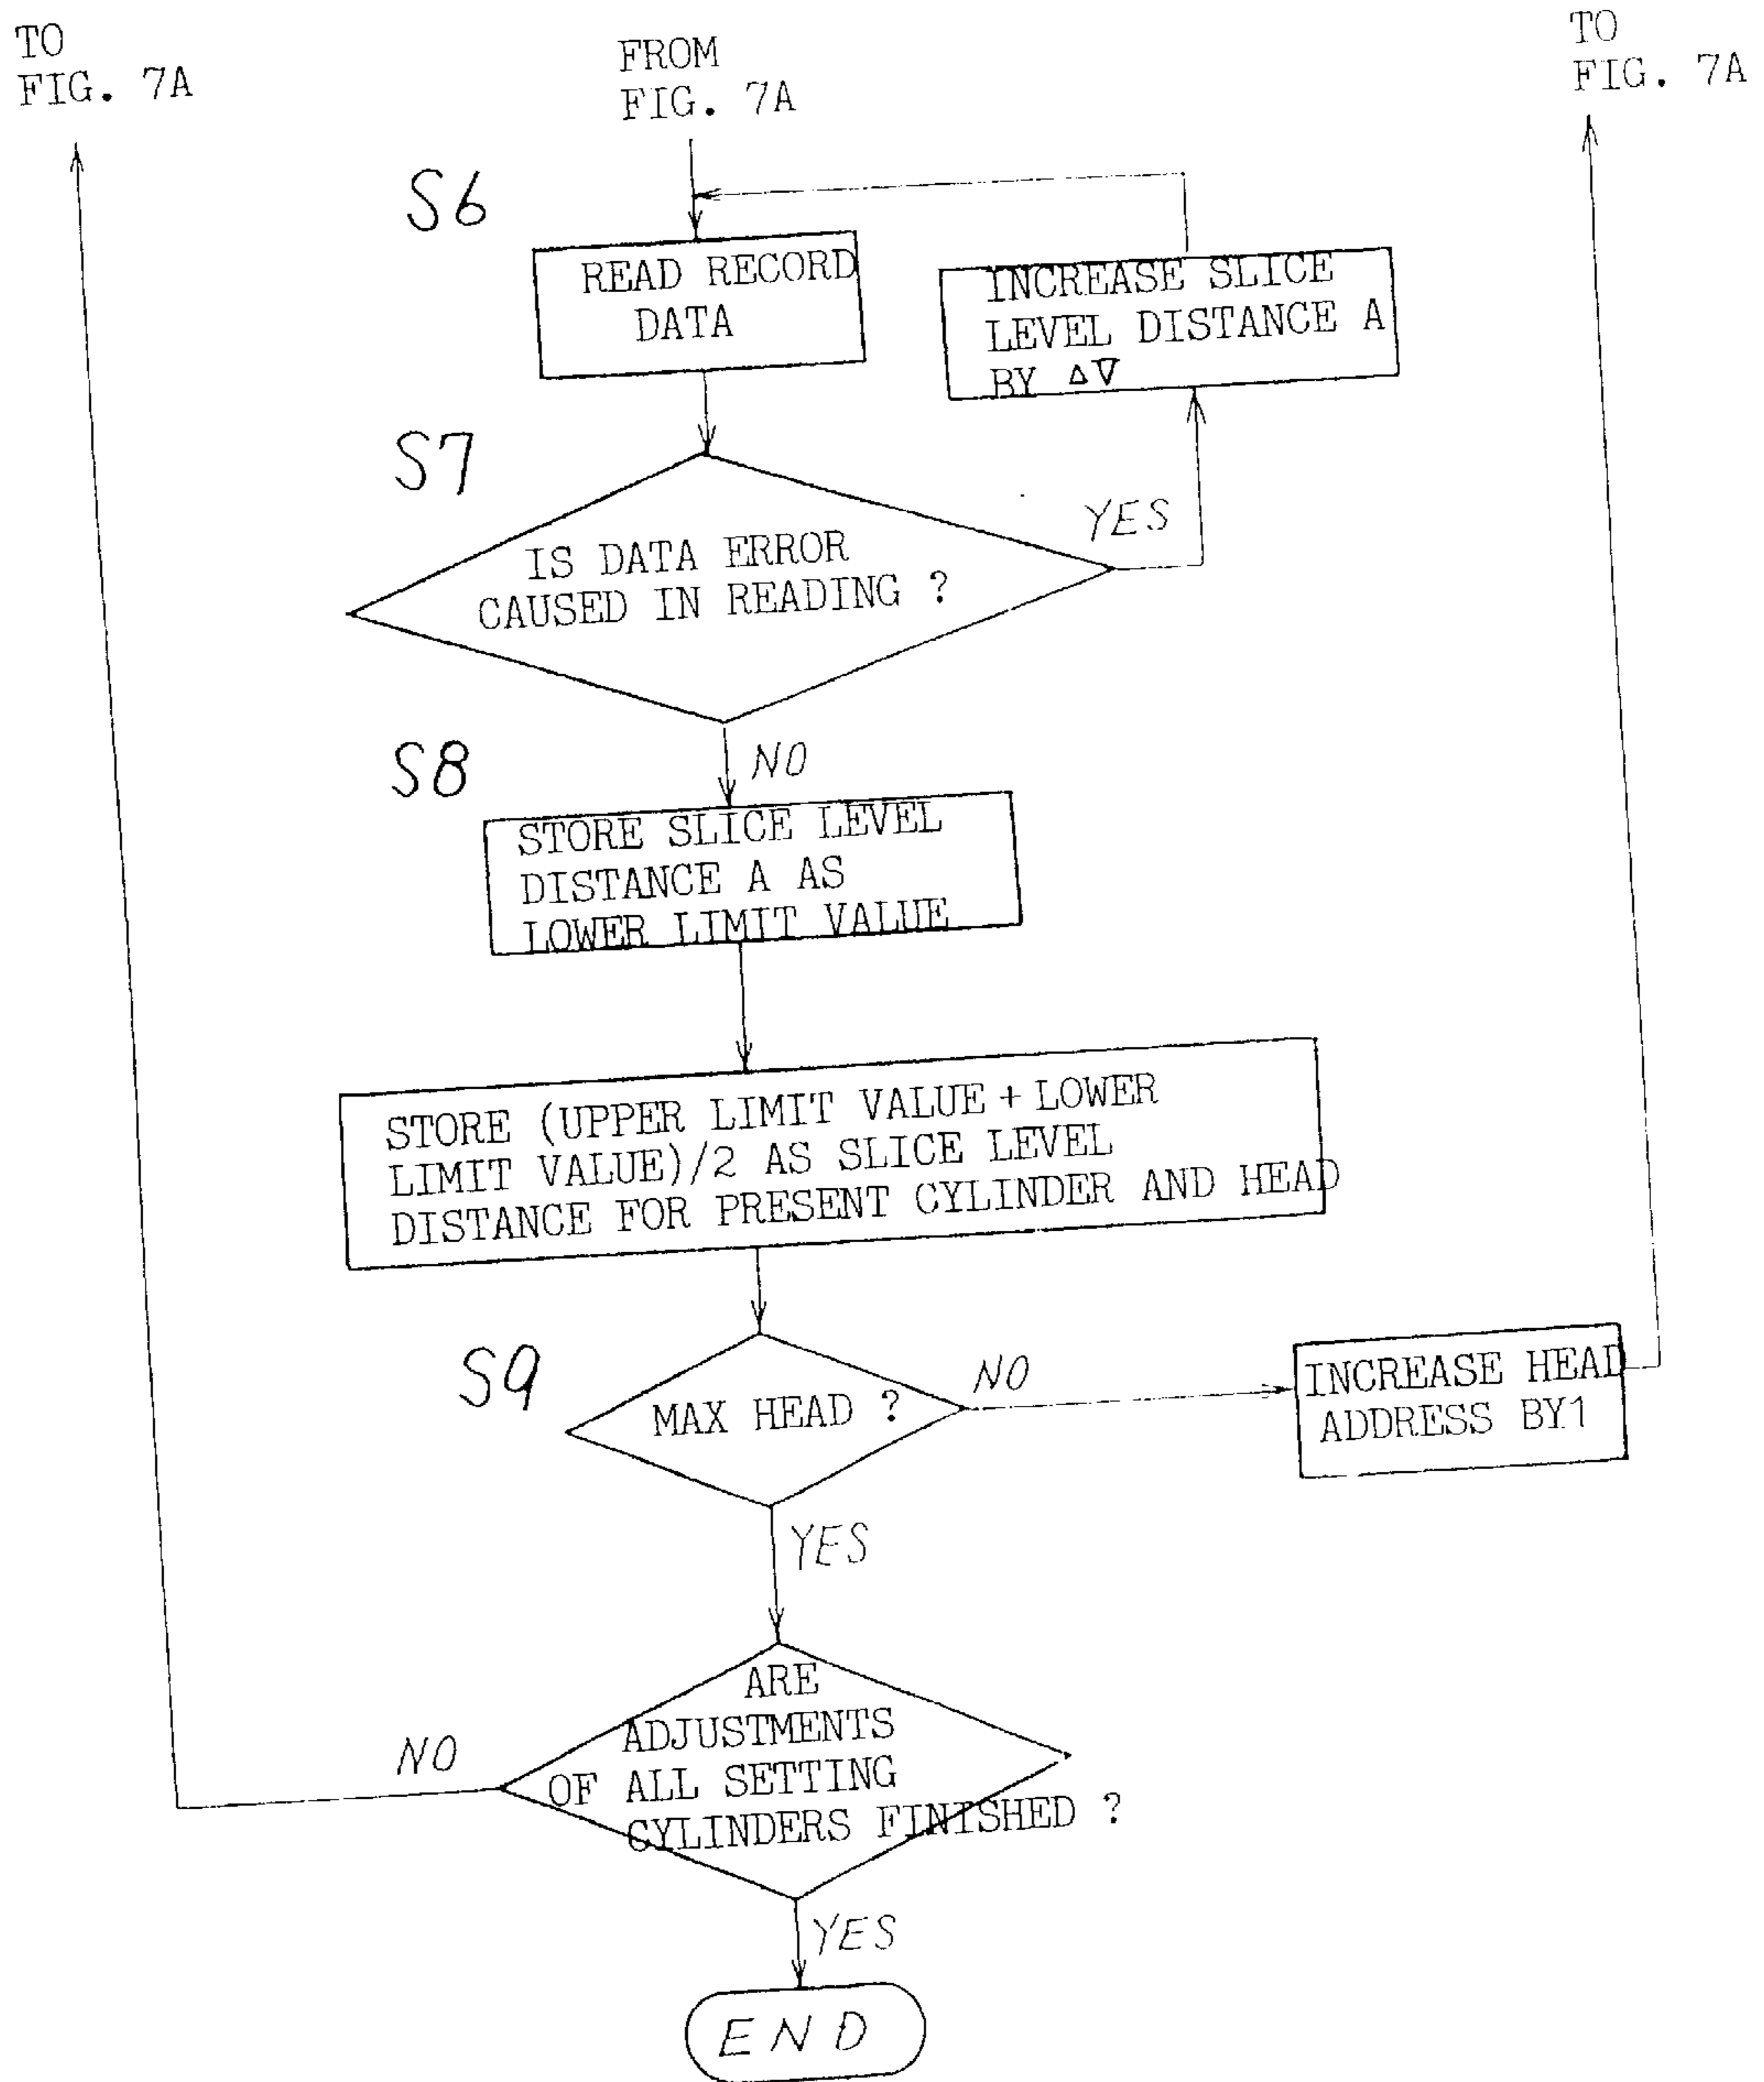 TO
FIG. 7A
FROM
FIG. 7A
TO
FIG. 7A
S6
READ RECORD
DATA
INCREASE SLICE
LEVEL DISTANCE A
BY ΔV
S7
IS DATA ERROR
CAUSED IN READING ?
YES
NO
S8
STORE SLICE LEVEL
DISTANCE A AS
LOWER LIMIT VALUE
STORE (UPPER LIMIT VALUE + LOWER
LIMIT VALUE)/2 AS SLICE LEVEL
DISTANCE FOR PRESENT CYLINDER AND HEAD
S9
MAX HEAD ?
NO
INCREASE HEAD
ADDRESS BY 1
YES
ARE
ADJUSTMENTS
OF ALL SETTING
CYLINDERS FINISHED ?
NO
YES
END